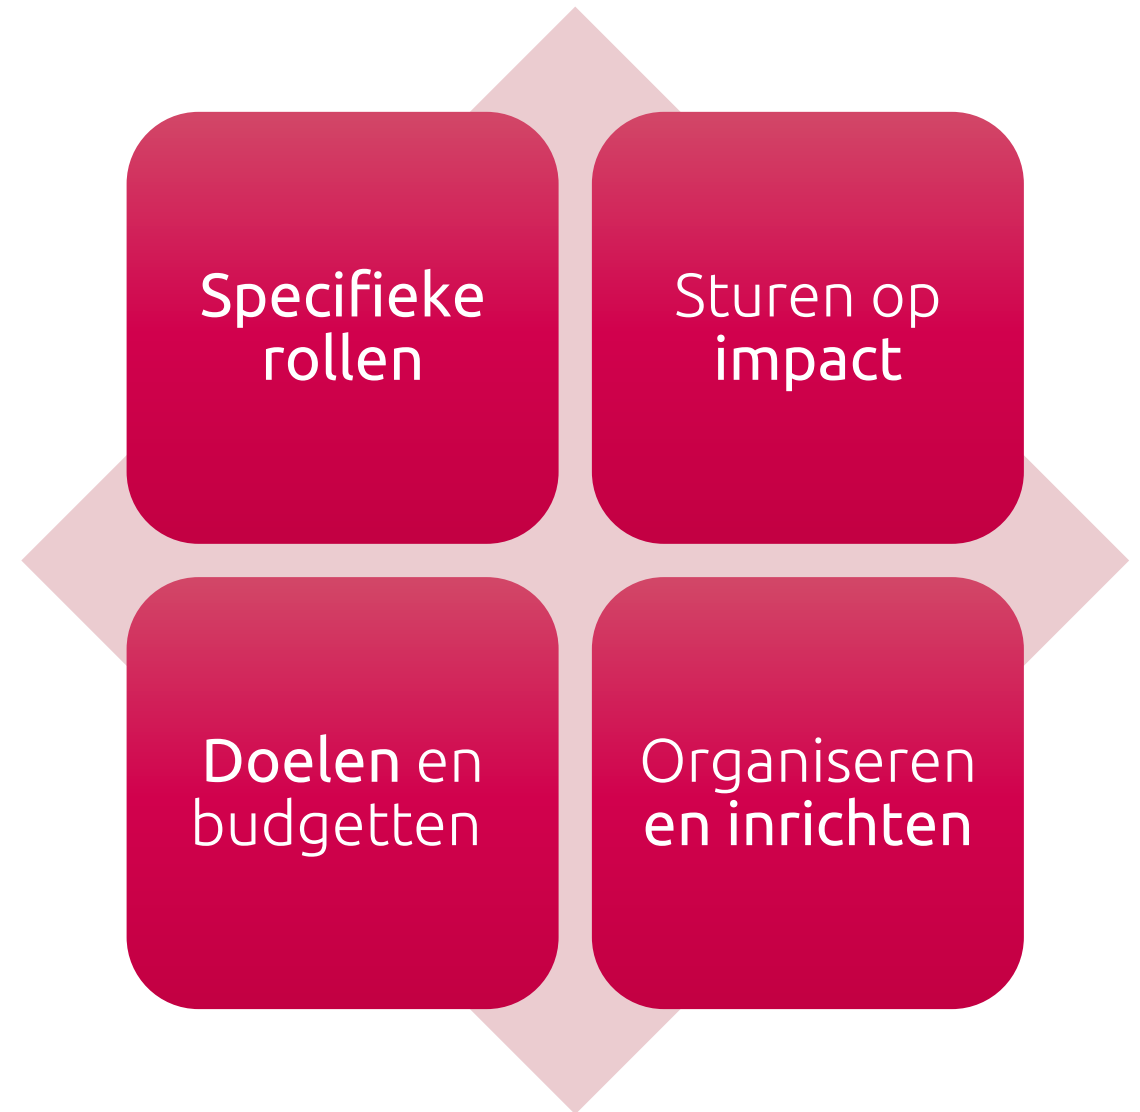 Specifieke
rollen
Sturen op
impact
Doelen en
budgetten
Organiseren
en inrichten